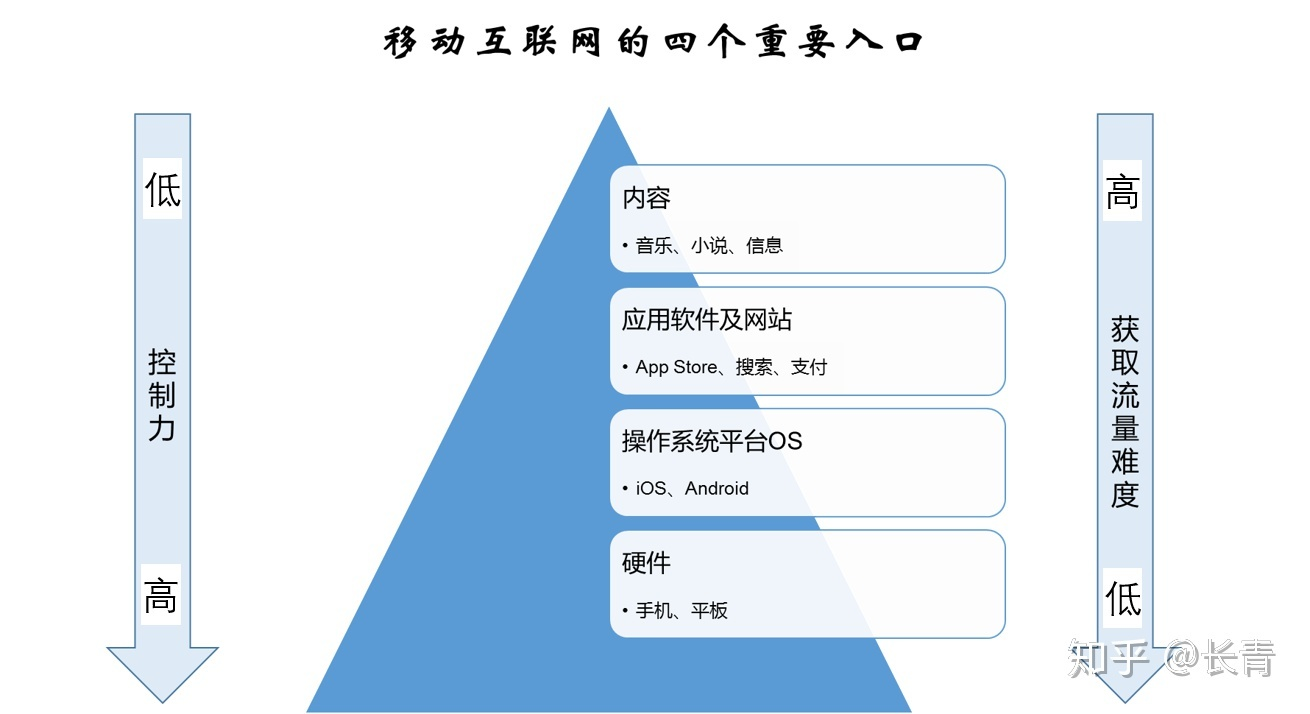 移动互联网的四个重要入口
低
控制力
高
内容
• 音乐、小说、信息
应用软件及网站
• App Store、搜索、支付
操作系统平台OS
• iOS、Android
硬件
• 手机、平板
高
获取流量难度
低
知乎 @长青